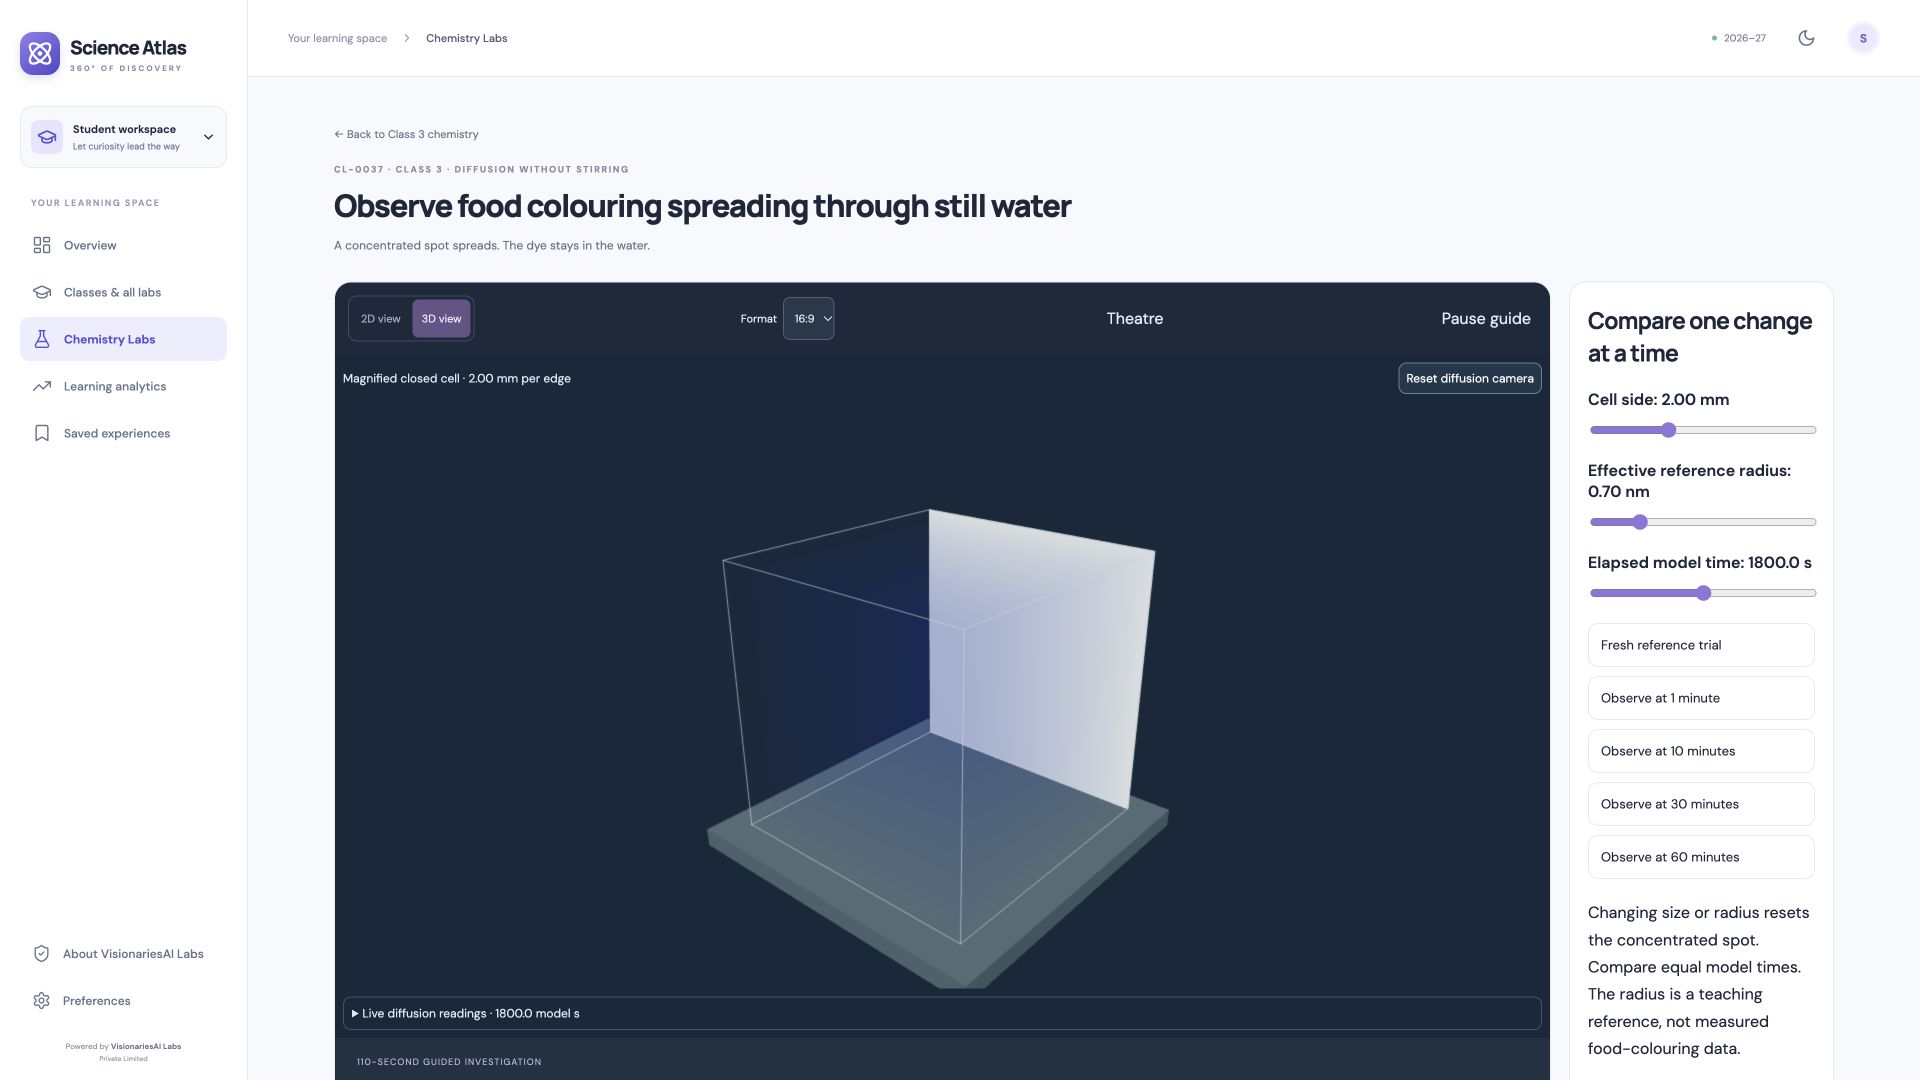 Science Atlas
360° OF DISCOVERY
Student workspace
Let curiosity lead the way
YOUR LEARNING SPACE
Overview
Classes & all labs
Chemistry Labs
Learning analytics
Saved experiences
About VisionariesAI Labs
Preferences
Powered by VisionariesAI Labs
Private Limited
Your learning space
Chemistry Labs
2026–27
S
← Back to Class 3 chemistry
CL-0037 · CLASS 3 · DIFFUSION WITHOUT STIRRING
Observe food colouring spreading through still water
A concentrated spot spreads. The dye stays in the water.
2D view
3D view
Format
16:9
Theatre
Pause guide
Magnified closed cell · 2.00 mm per edge
Reset diffusion camera
Live diffusion readings · 1800.0 model s
110-SECOND GUIDED INVESTIGATION
Compare one change
at a time
Cell side: 2.00 mm
Effective reference radius:
0.70 nm
Elapsed model time: 1800.0 s
Fresh reference trial
Observe at 1 minute
Observe at 10 minutes
Observe at 30 minutes
Observe at 60 minutes
Changing size or radius resets
the concentrated spot.
Compare equal model times.
The radius is a teaching
reference, not measured
food-colouring data.